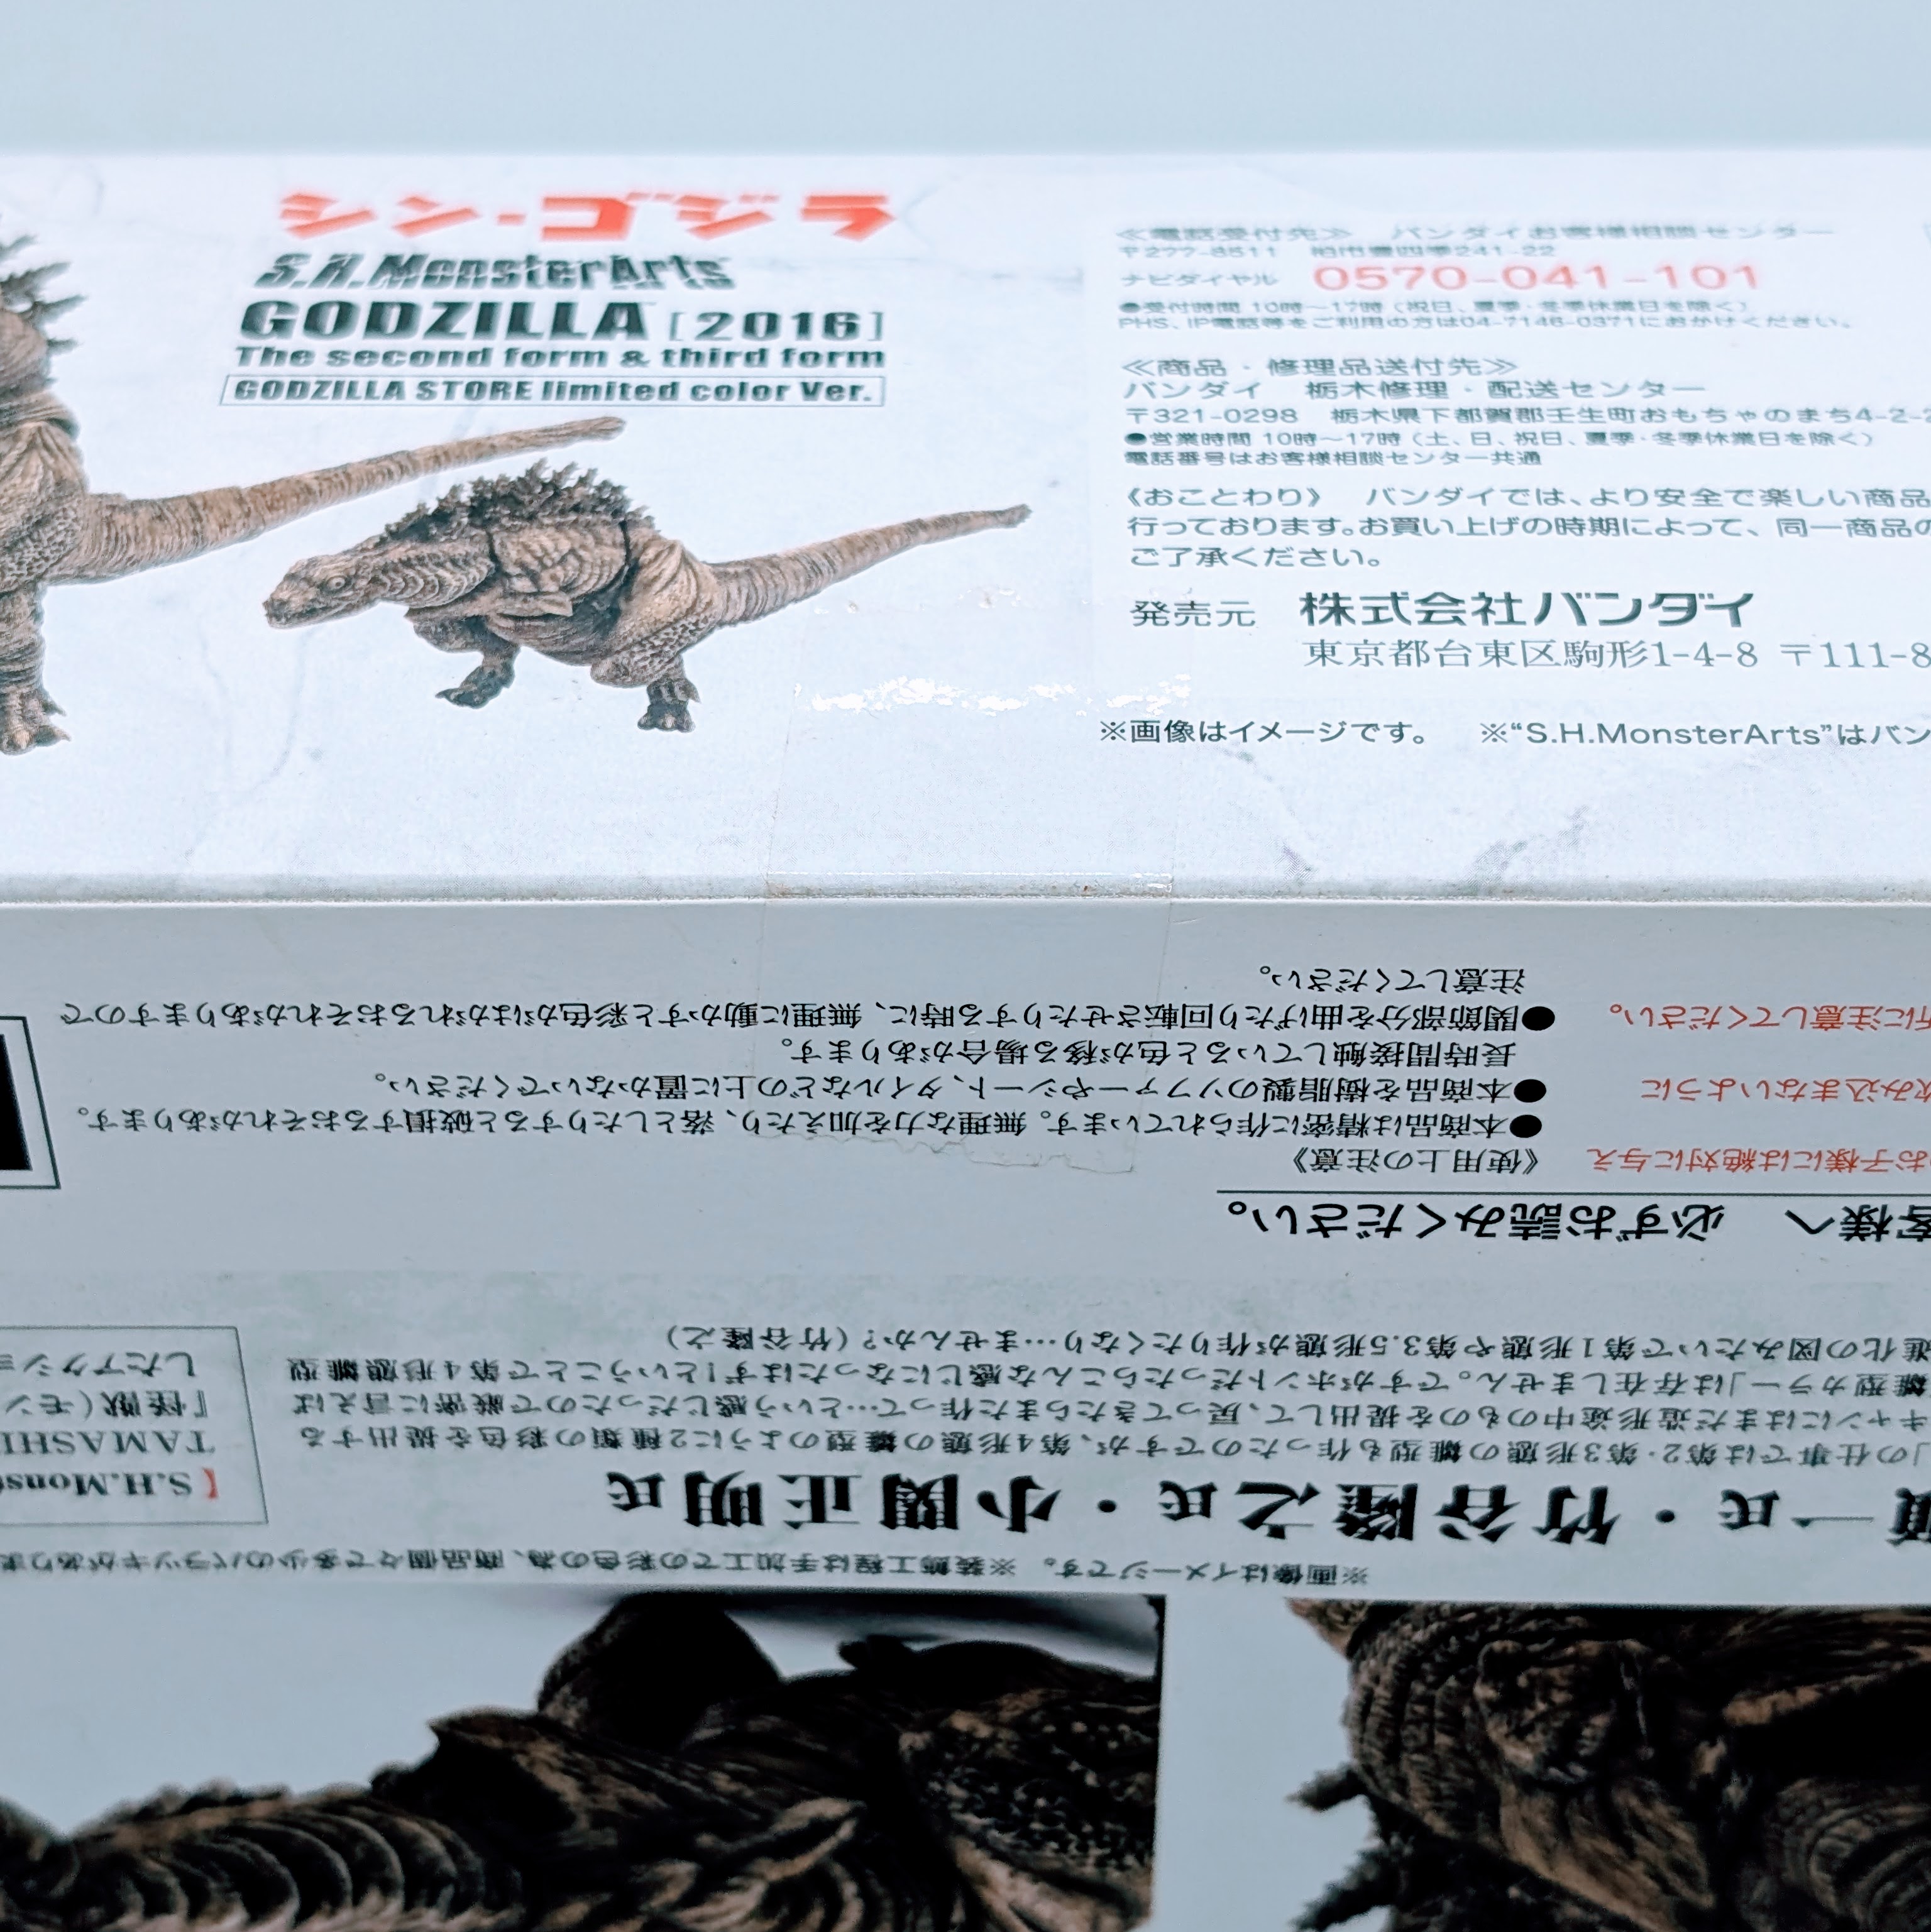 シン・ゴジラ
S.H.MonsterArts
GODZILLA [2016]
The second form & third form
GODZILLA STORE limited color Ver.
≪電話受付先≫ バンダイお客様相談センター
〒277-8511 柏市豊四季241-22
ナビダイヤル 0570-041-101
●受付時間 10時〜17時（祝日、夏季・冬季休業日を除く）
PHS、IP電話等をご利用の方は04-7146-0371におかけください。
≪商品・修理品送付先≫
バンダイ 栃木修理・配送センター
〒321-0298 栃木県下都賀郡壬生町おもちゃのまち4-2-
●営業時間 10時〜17時（土、日、祝日、夏季・冬季休業日を除く）
電話番号はお客様相談センター共通
《おことわり》 バンダイでは、より安全で楽しい商品
行っております。お買い上げの時期によって、同一商品の
ご了承ください。
発売元 株式会社バンダイ
東京都台東区駒形1-4-8 〒111-8
※画像はイメージです。 ※“S.H.MonsterArts”はバン
※画像はイメージです。 ※装飾工程は手加工での彩色の為、商品個々で多少のバラツキがありま
一氏・竹谷隆之氏・小関正明氏
」の仕事では第2・第3形態の雛型も作ったのですが、第4形態の雛型のように2種類の彩色を提出する
キャンにはまだ造形途中のものを提出して、戻ってきたらまた作って…という感じだったので厳密に言えば
雛型カラー」は存在しません。ですがホントだったらこんな感じになったはず！ということで第4形態雛型
進化の図みたいで第1形態や第3.5形態が作りたくなり…ませんか？（竹谷隆之）
【S.H.Mons
TAMASHI
『怪獣（モン
したアクショ
客様へ 必ずお読みください。
お子様には絶対に与え
飲み込まないように
所に注意してください。
《使用上の注意》
●本商品は精密に作られています。無理な力を加えたり、落としたりすると破損するおそれがあります。
●本商品を樹脂製のソファーやシート、タイルなどの上に置かないでください。
長時間接触していると色が移る場合があります。
●関節部分を曲げたり回転させたりする時に、無理に動かすと彩色がはがれるおそれがありますので
注意してください。